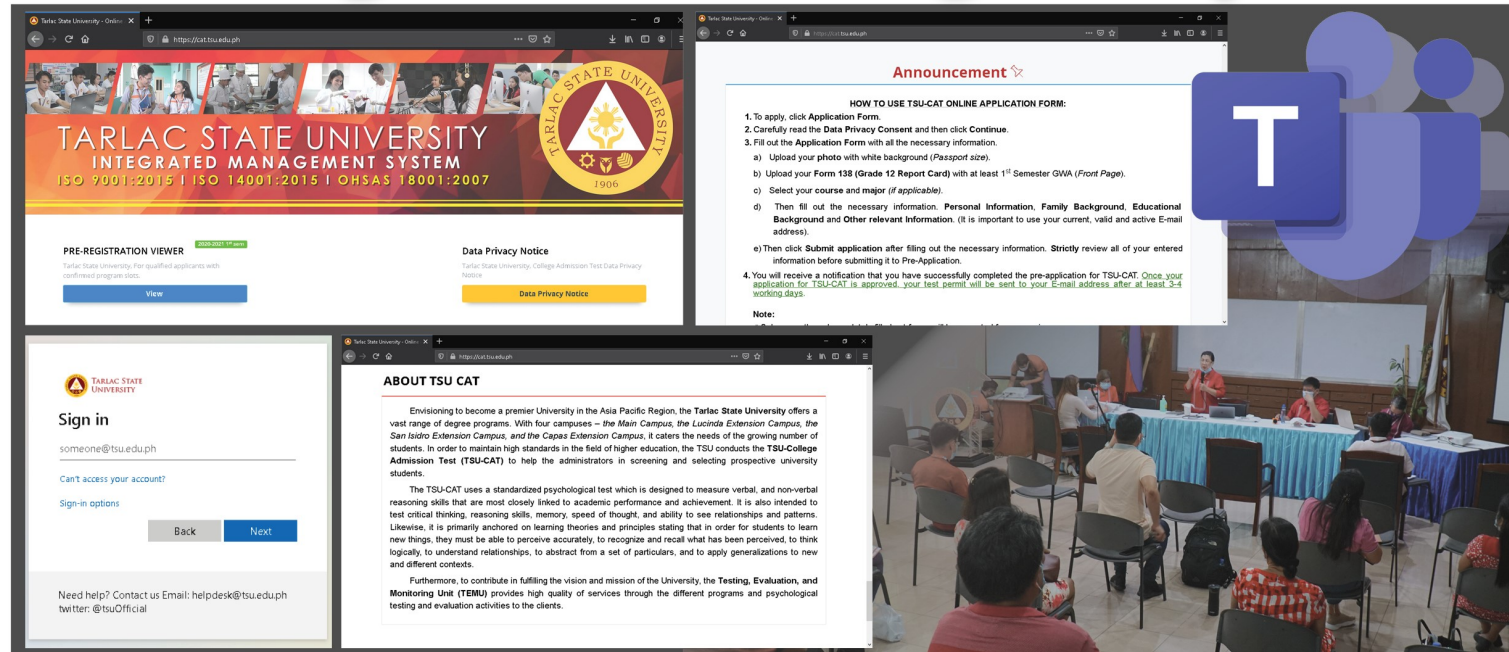 Tarlac State University - Online
https://cat.tsu.edu.ph
TARLAC STATE UNIVERSITY
INTEGRATED MANAGEMENT SYSTEM
ISO 9001:2015 | ISO 14001:2015 | OHSAS 18001:2007
TARLAC STATE UNIVERSITY
1906
PRE-REGISTRATION VIEWER
2020-2021 1st sem
Tarlac State University, For qualified applicants with
confirmed program slots.
View
Data Privacy Notice
Tarlac State University, College Admission Test Data Privacy
Notice
Data Privacy Notice
Tarlac State University - Online
https://cat.tsu.edu.ph
Announcement
HOW TO USE TSU-CAT ONLINE APPLICATION FORM:
1. To apply, click Application Form.
2. Carefully read the Data Privacy Consent and then click Continue.
3. Fill out the Application Form with all the necessary information.
a) Upload your photo with white background (Passport size).
b) Upload your Form 138 (Grade 12 Report Card) with at least 1st Semester GWA (Front Page).
c) Select your course and major (if applicable).
d) Then fill out the necessary information. Personal Information, Family Background, Educational
Background and Other relevant Information. (It is important to use your current, valid and active E-mail
address).
e) Then click Submit application after filling out the necessary information. Strictly review all of your entered
information before submitting it to Pre-Application.
4. You will receive a notification that you have successfully completed the pre-application for TSU-CAT. Once your
application for TSU-CAT is approved, your test permit will be sent to your E-mail address after at least 3-4
working days.
Note:
T
TARLAC STATE
UNIVERSITY
Sign in
someone@tsu.edu.ph
Can't access your account?
Sign-in options
Back
Next
Need help? Contact us Email: helpdesk@tsu.edu.ph
twitter: @tsuOfficial
Tarlac State University - Online
https://cat.tsu.edu.ph
ABOUT TSU CAT
Envisioning to become a premier University in the Asia Pacific Region, the Tarlac State University offers a
vast range of degree programs. With four campuses – the Main Campus, the Lucinda Extension Campus, the
San Isidro Extension Campus, and the Capas Extension Campus, it caters the needs of the growing number of
students. In order to maintain high standards in the field of higher education, the TSU conducts the TSU-College
Admission Test (TSU-CAT) to help the administrators in screening and selecting prospective university
students.
The TSU-CAT uses a standardized psychological test which is designed to measure verbal, and non-verbal
reasoning skills that are most closely linked to academic performance and achievement. It is also intended to
test critical thinking, reasoning skills, memory, speed of thought, and ability to see relationships and patterns.
Likewise, it is primarily anchored on learning theories and principles stating that in order for students to learn
new things, they must be able to perceive accurately, to recognize and recall what has been perceived, to think
logically, to understand relationships, to abstract from a set of particulars, and to apply generalizations to new
and different contexts.
Furthermore, to contribute in fulfilling the vision and mission of the University, the Testing, Evaluation, and
Monitoring Unit (TEMU) provides high quality of services through the different programs and psychological
testing and evaluation activities to the clients.